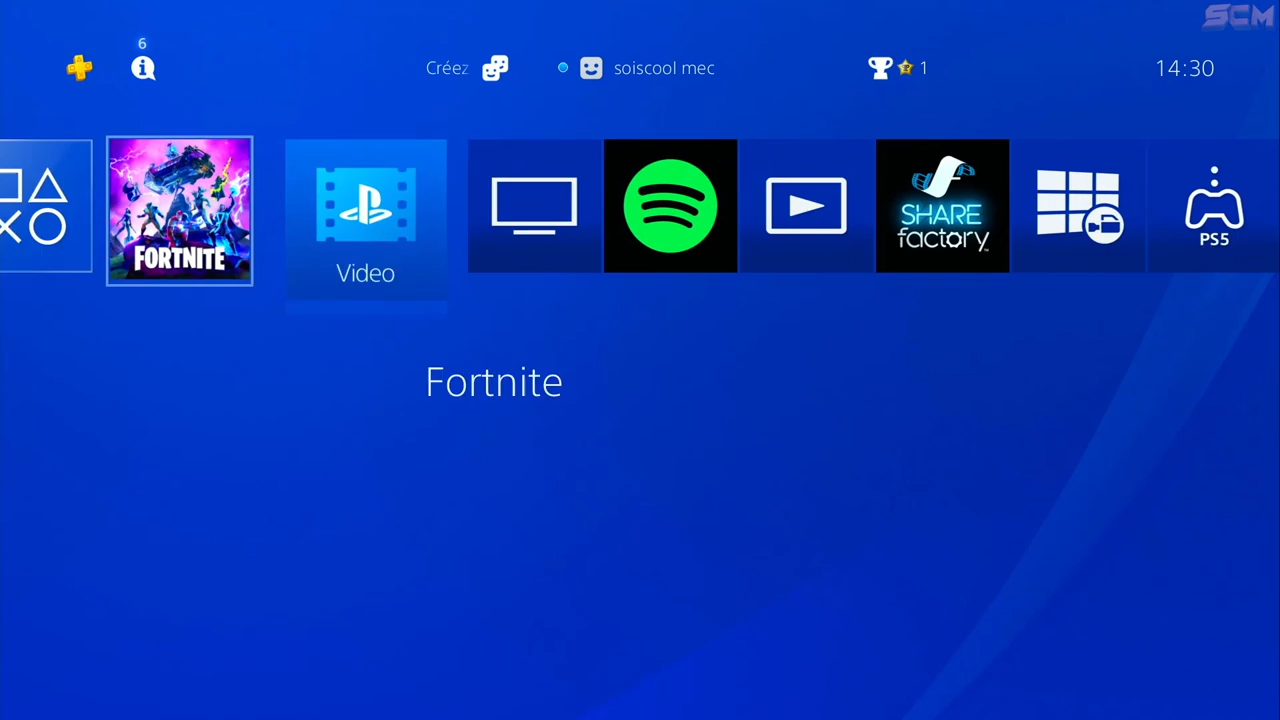 SCM
6
Créez
soiscool mec
1
14:30
FORTNITE
Video
SHARE
factory
PS5
Fortnite